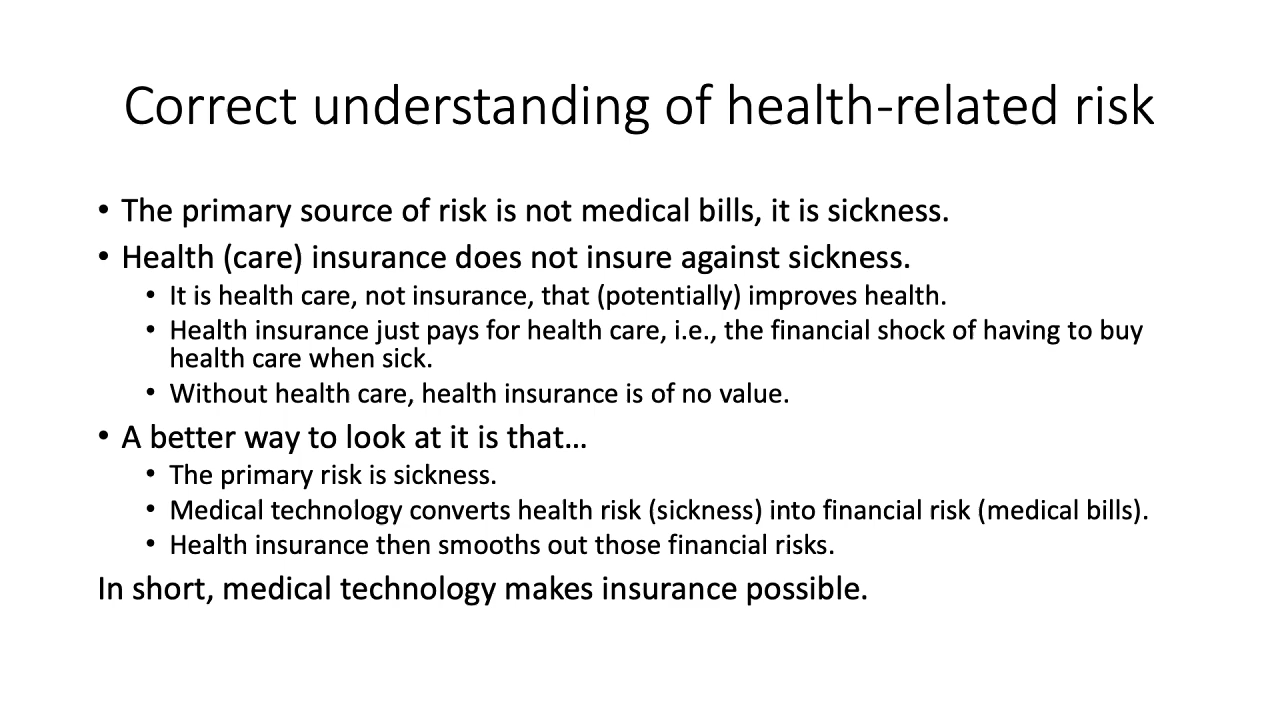 Correct understanding of health-related risk
• The primary source of risk is not medical bills, it is sickness.
• Health (care) insurance does not insure against sickness.
• It is health care, not insurance, that (potentially) improves health.
• Health insurance just pays for health care, i.e., the financial shock of having to buy
health care when sick.
• Without health care, health insurance is of no value.
• A better way to look at it is that…
• The primary risk is sickness.
• Medical technology converts health risk (sickness) into financial risk (medical bills).
• Health insurance then smooths out those financial risks.
In short, medical technology makes insurance possible.